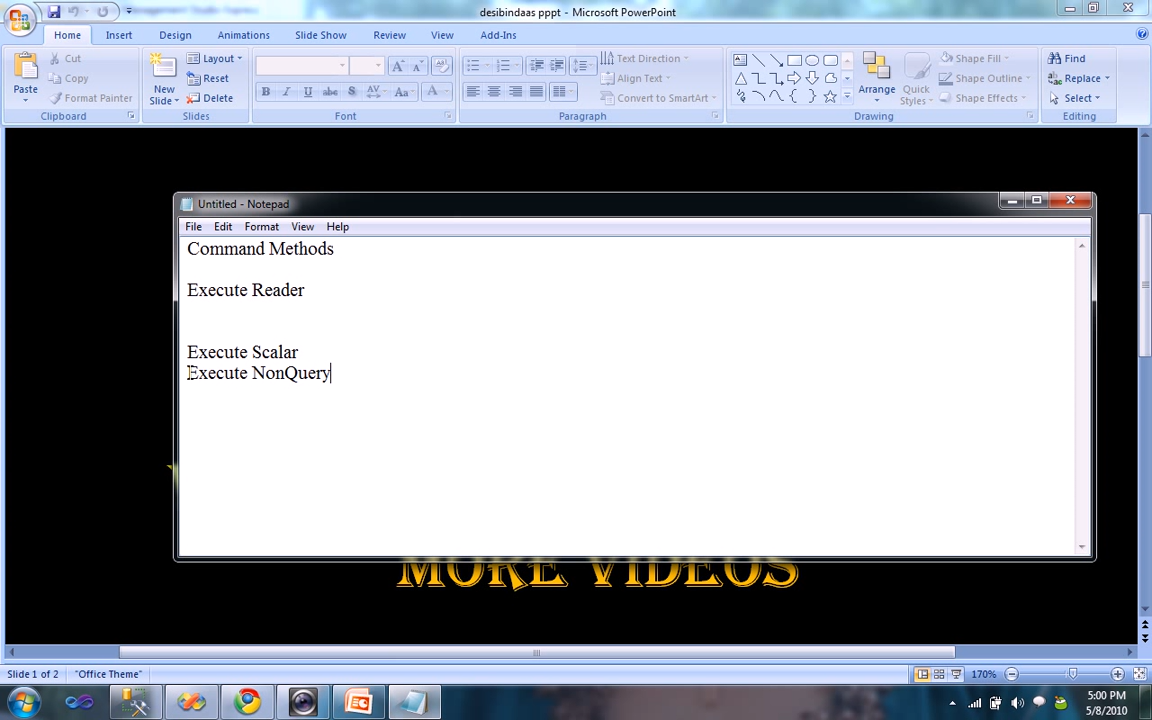 desibindaas pppt - Microsoft PowerPoint
Home Insert Design Animations Slide Show Review View Add-Ins
Cut
Copy
Format Painter
Paste
Clipboard
New Slide
Layout
Reset
Delete
Slides
B I U abe S AV Aa A
Font
Text Direction
Align Text
Convert to SmartArt
Paragraph
Arrange
Quick Styles
Shape Fill
Shape Outline
Shape Effects
Drawing
Find
Replace
Select
Editing
Untitled - Notepad
File Edit Format View Help
Command Methods
Execute Reader
Execute Scalar
Execute NonQuery
MORE VIDEOS
Slide 1 of 2 "Office Theme" 170%
5:00 PM
5/8/2010